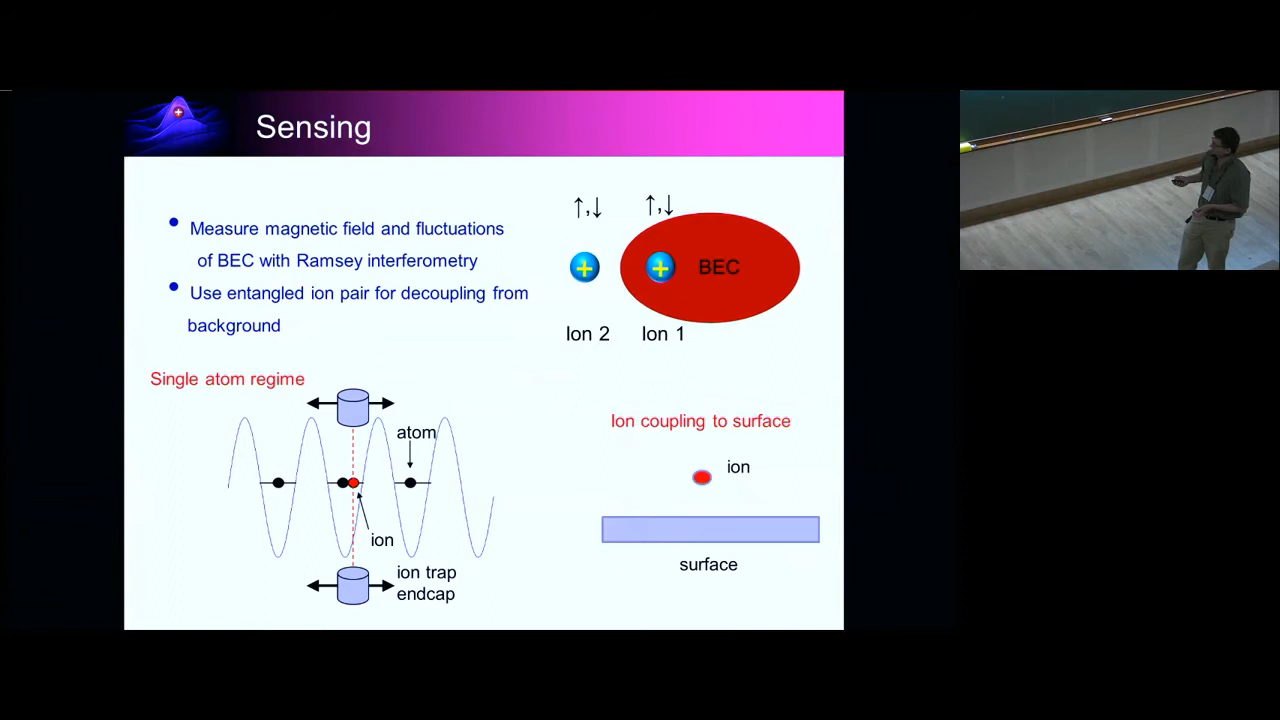 Sensing
• Measure magnetic field and fluctuations
of BEC with Ramsey interferometry
• Use entangled ion pair for decoupling from
background
↑,↓ ↑,↓
+ + BEC
Ion 2 Ion 1
Single atom regime
atom
ion
ion trap
endcap
Ion coupling to surface
ion
surface